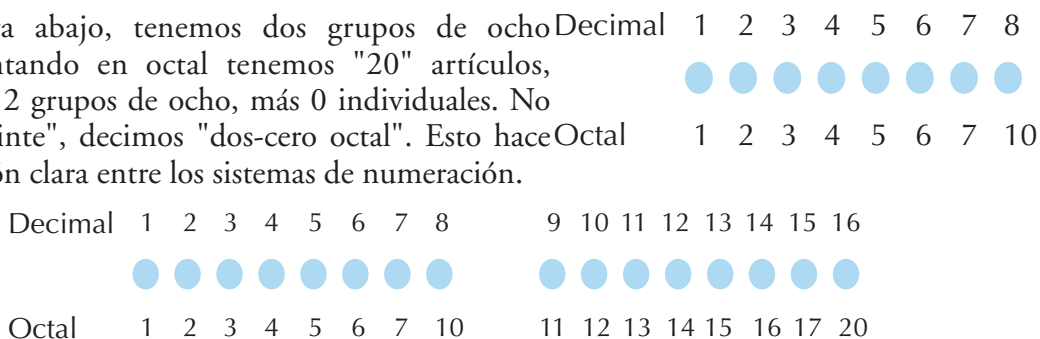 abajo, tenemos dos grupos de ocho
en octal tenemos "20" artículos,
2 grupos de ocho, más 0 individuales. No
decimos "dos-cero octal". Esto hace
clara entre los sistemas de numeración.
Decimal 1 2 3 4 5 6 7 8
Octal 1 2 3 4 5 6 7 10
Decimal 1 2 3 4 5 6 7 8 9 10 11 12 13 14 15 16
Octal 1 2 3 4 5 6 7 10 11 12 13 14 15 16 17 20